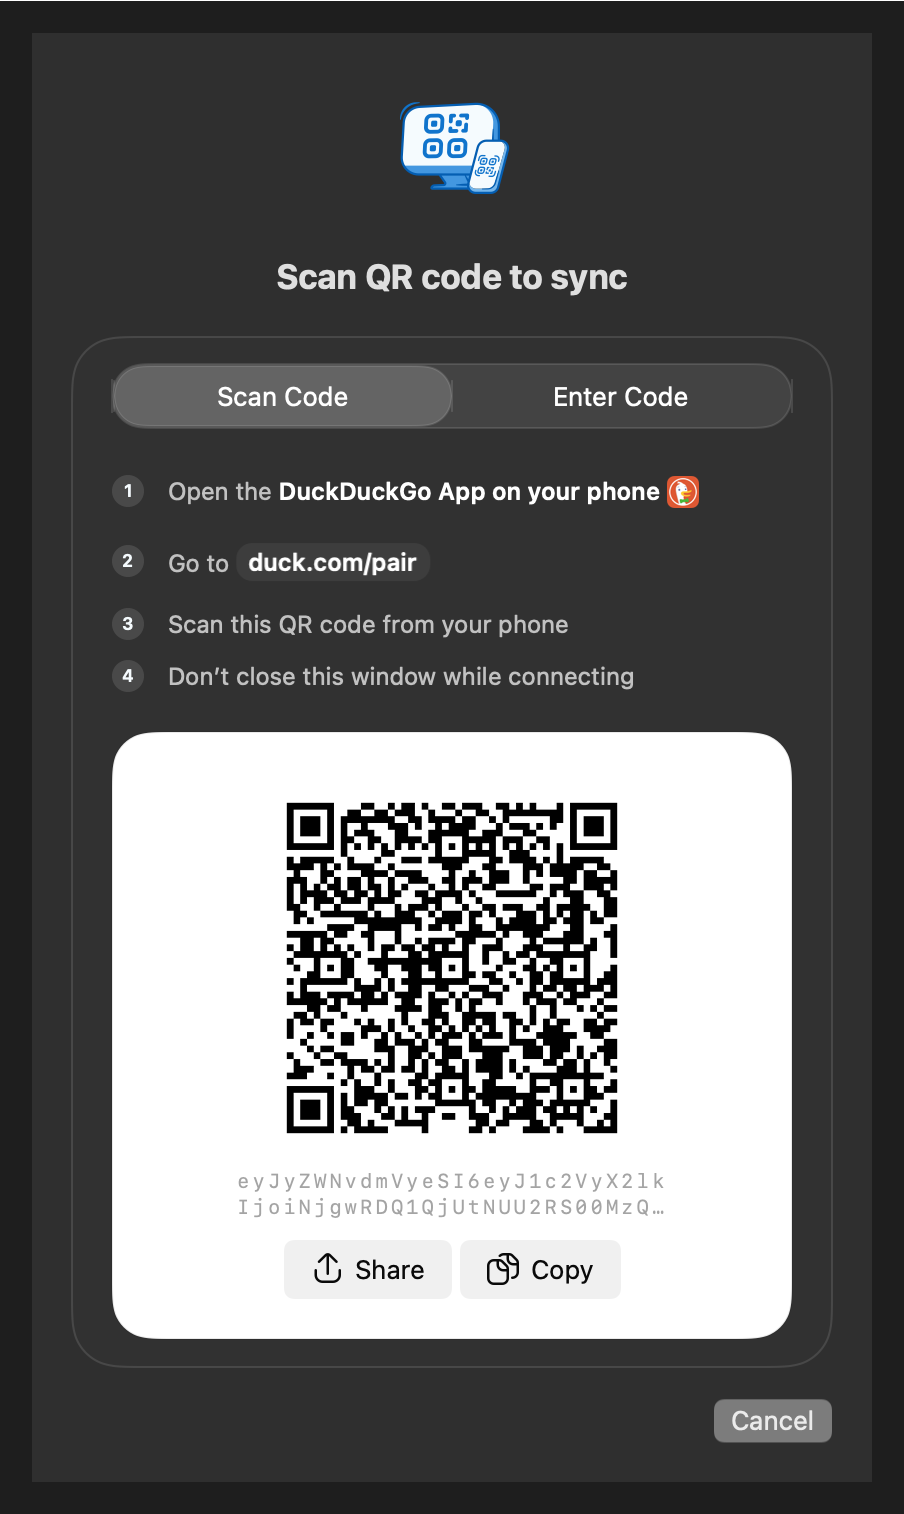 Scan QR code to sync
Scan Code
Enter Code
1 Open the DuckDuckGo App on your phone
2 Go to duck.com/pair
3 Scan this QR code from your phone
4 Don’t close this window while connecting
eyJyZWNvdmVyeSI6eyJ1c2VyX2lk
IjoiNjgwRDQ1QjUtNUU2RS00MzQ…
Share
Copy
Cancel